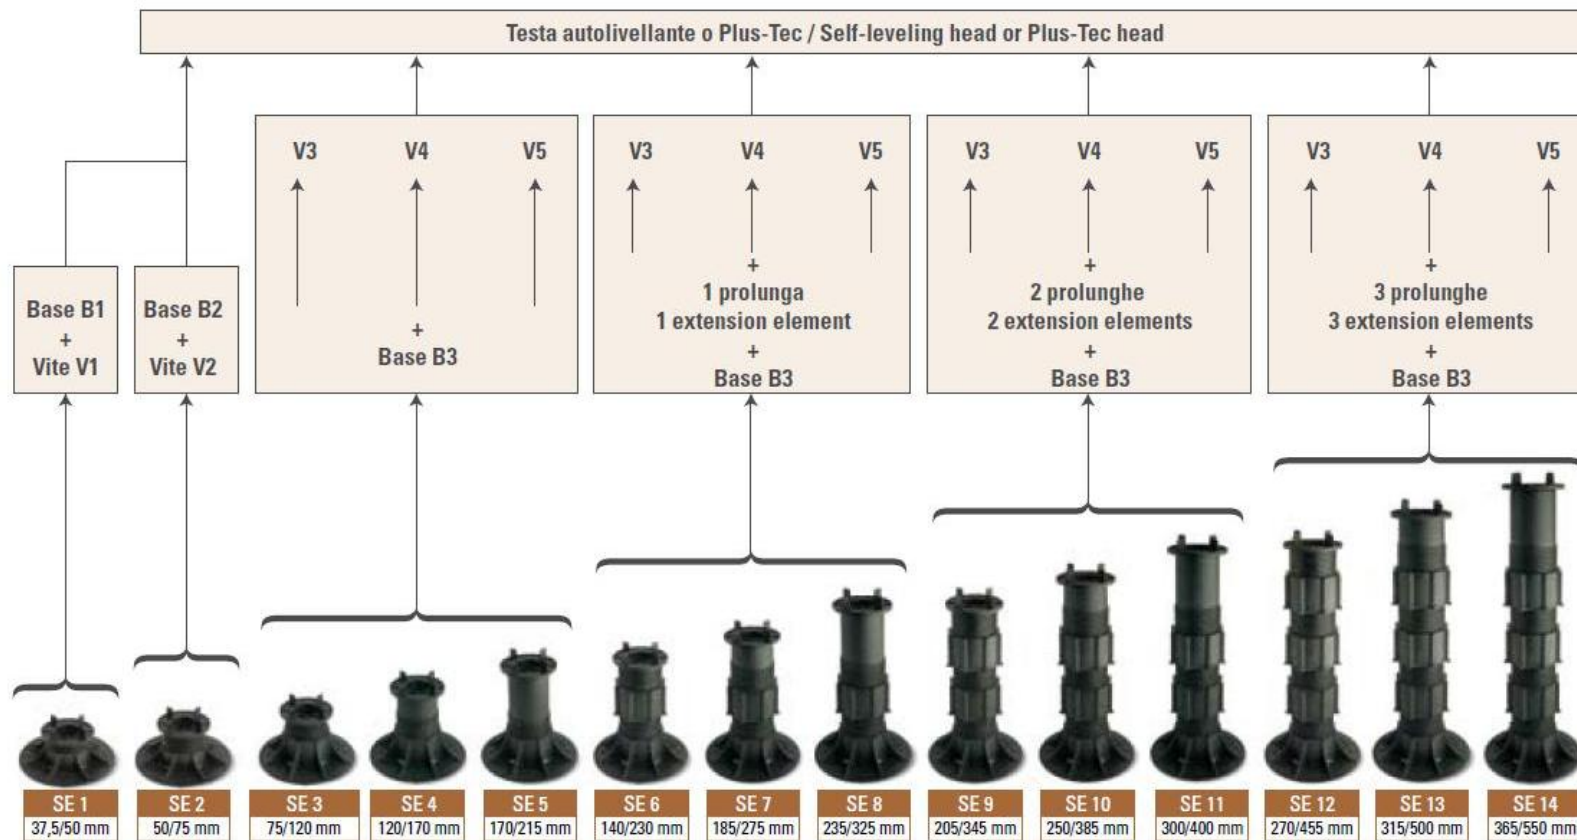 Testa autolivellante o Plus-Tec / Self-leveling head or Plus-Tec head
V3 V4 V5
V3 V4 V5
V3 V4 V5
V3 V4 V5
Base B1
+
Vite V1
Base B2
+
Vite V2
+
Base B3
+
1 prolunga
1 extension element
+
Base B3
+
2 prolunghe
2 extension elements
+
Base B3
+
3 prolunghe
3 extension elements
+
Base B3
SE 1
37,5/50 mm
SE 2
50/75 mm
SE 3
75/120 mm
SE 4
120/170 mm
SE 5
170/215 mm
SE 6
140/230 mm
SE 7
185/275 mm
SE 8
235/325 mm
SE 9
205/345 mm
SE 10
250/385 mm
SE 11
300/400 mm
SE 12
270/455 mm
SE 13
315/500 mm
SE 14
365/550 mm